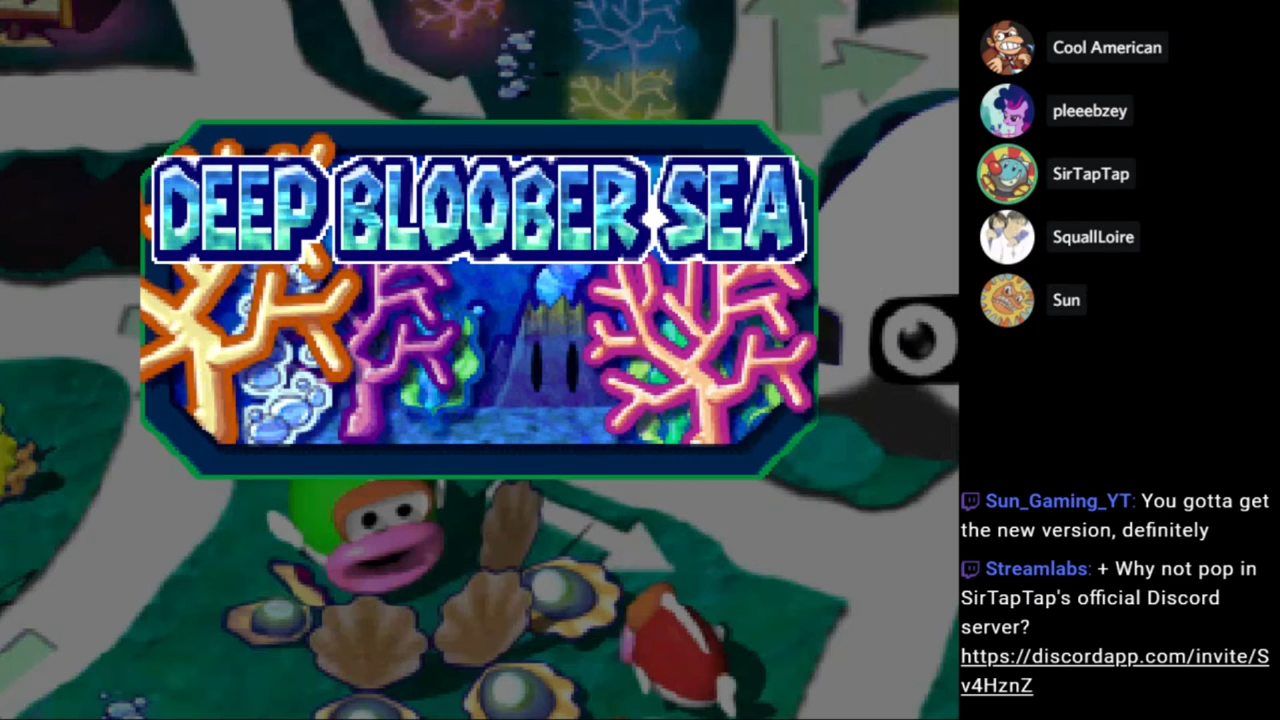 DEEP BLOOBER SEA
Cool American
pleeebzey
SirTapTap
SquallLoire
Sun
Sun_Gaming_YT: You gotta get
the new version, definitely
Streamlabs: + Why not pop in
SirTapTap's official Discord
server?
https://discordapp.com/invite/S
v4HznZ